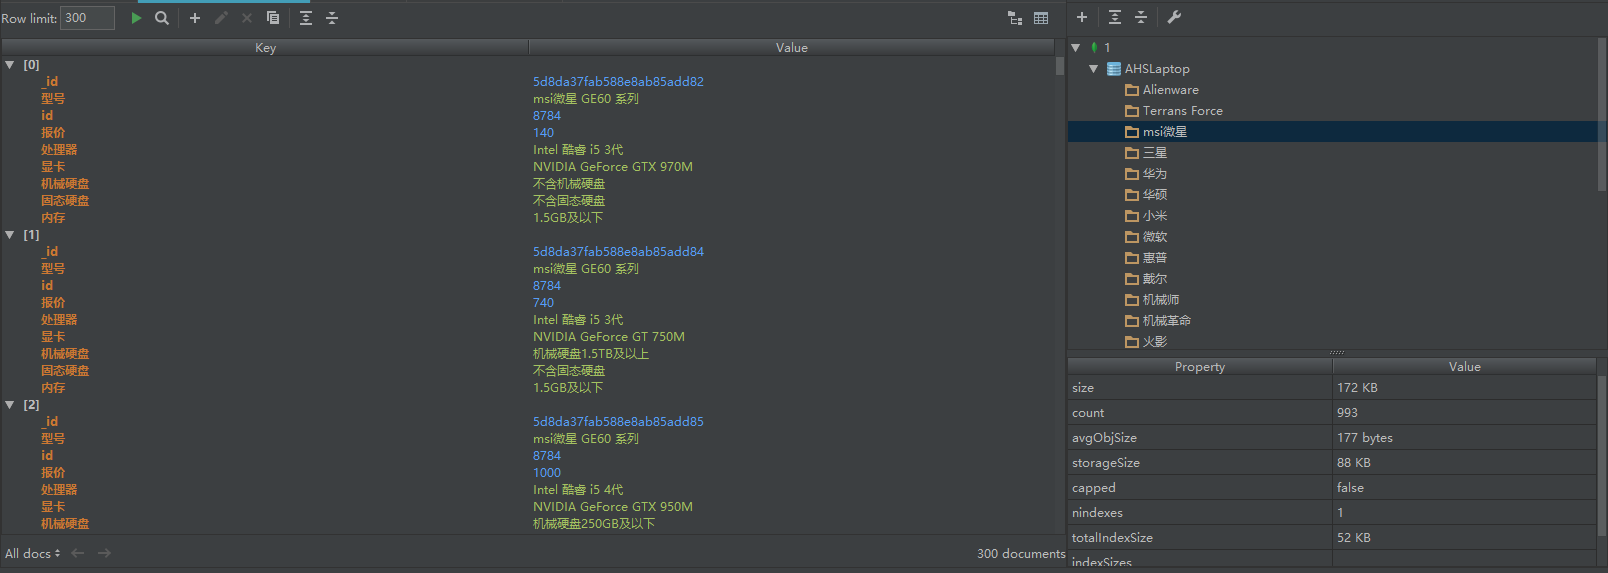 Row limit: 300
Key Value
[0]
_id 5d8da37fab588e8ab85add82
型号 msi微星 GE60 系列
id 8784
报价 140
处理器 Intel 酷睿 i5 3代
显卡 NVIDIA GeForce GTX 970M
机械硬盘 不含机械硬盘
固态硬盘 不含固态硬盘
内存 1.5GB及以下
[1]
_id 5d8da37fab588e8ab85add84
型号 msi微星 GE60 系列
id 8784
报价 740
处理器 Intel 酷睿 i5 3代
显卡 NVIDIA GeForce GT 750M
机械硬盘 机械硬盘1.5TB及以上
固态硬盘 不含固态硬盘
内存 1.5GB及以下
[2]
_id 5d8da37fab588e8ab85add85
型号 msi微星 GE60 系列
id 8784
报价 1000
处理器 Intel 酷睿 i5 4代
显卡 NVIDIA GeForce GTX 950M
机械硬盘 机械硬盘250GB及以下
All docs 300 documents
1
AHSLaptop
Alienware
Terrans Force
msi微星
三星
华为
华硕
小米
微软
惠普
戴尔
机械师
机械革命
火影
Property Value
size 172 KB
count 993
avgObjSize 177 bytes
storageSize 88 KB
capped false
nindexes 1
totalIndexSize 52 KB
indexSizes